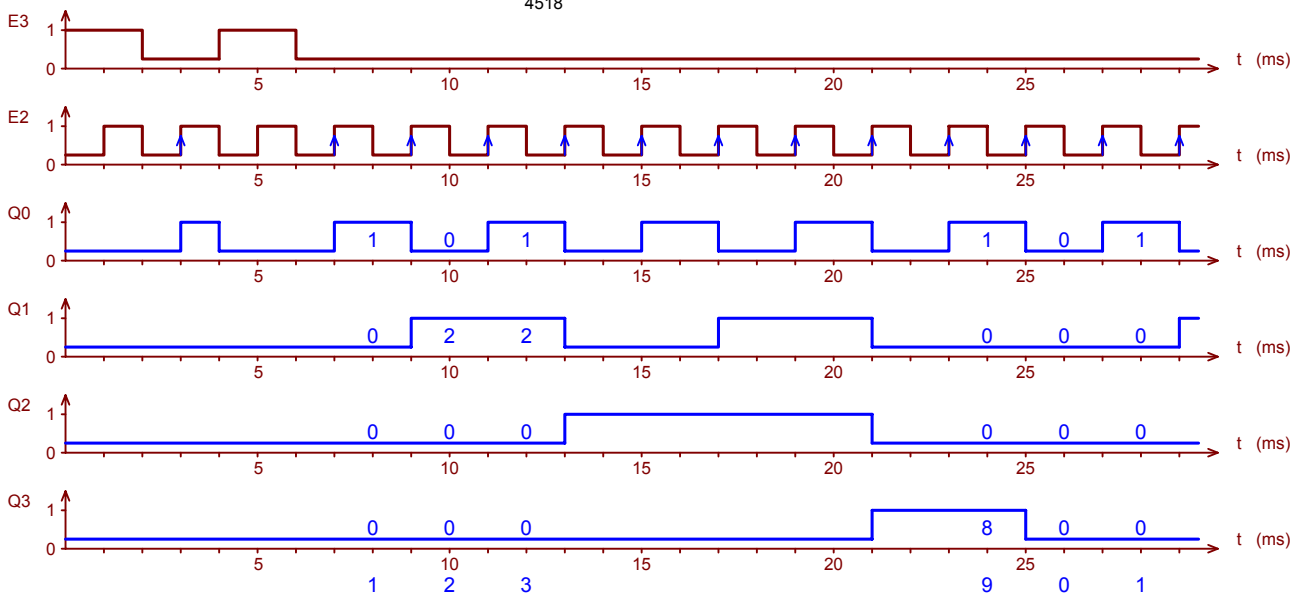 4518
E3 1 0 5 10 15 20 25 t (ms)
E2 1 0 5 10 15 20 25 t (ms)
Q0 1 0 1 0 1 1 0 1 5 10 15 20 25 t (ms)
Q1 1 0 0 2 2 0 0 0 5 10 15 20 25 t (ms)
Q2 1 0 0 0 0 0 0 0 5 10 15 20 25 t (ms)
Q3 1 0 0 0 0 8 0 0 5 10 15 20 25 t (ms)
1 2 3 9 0 1